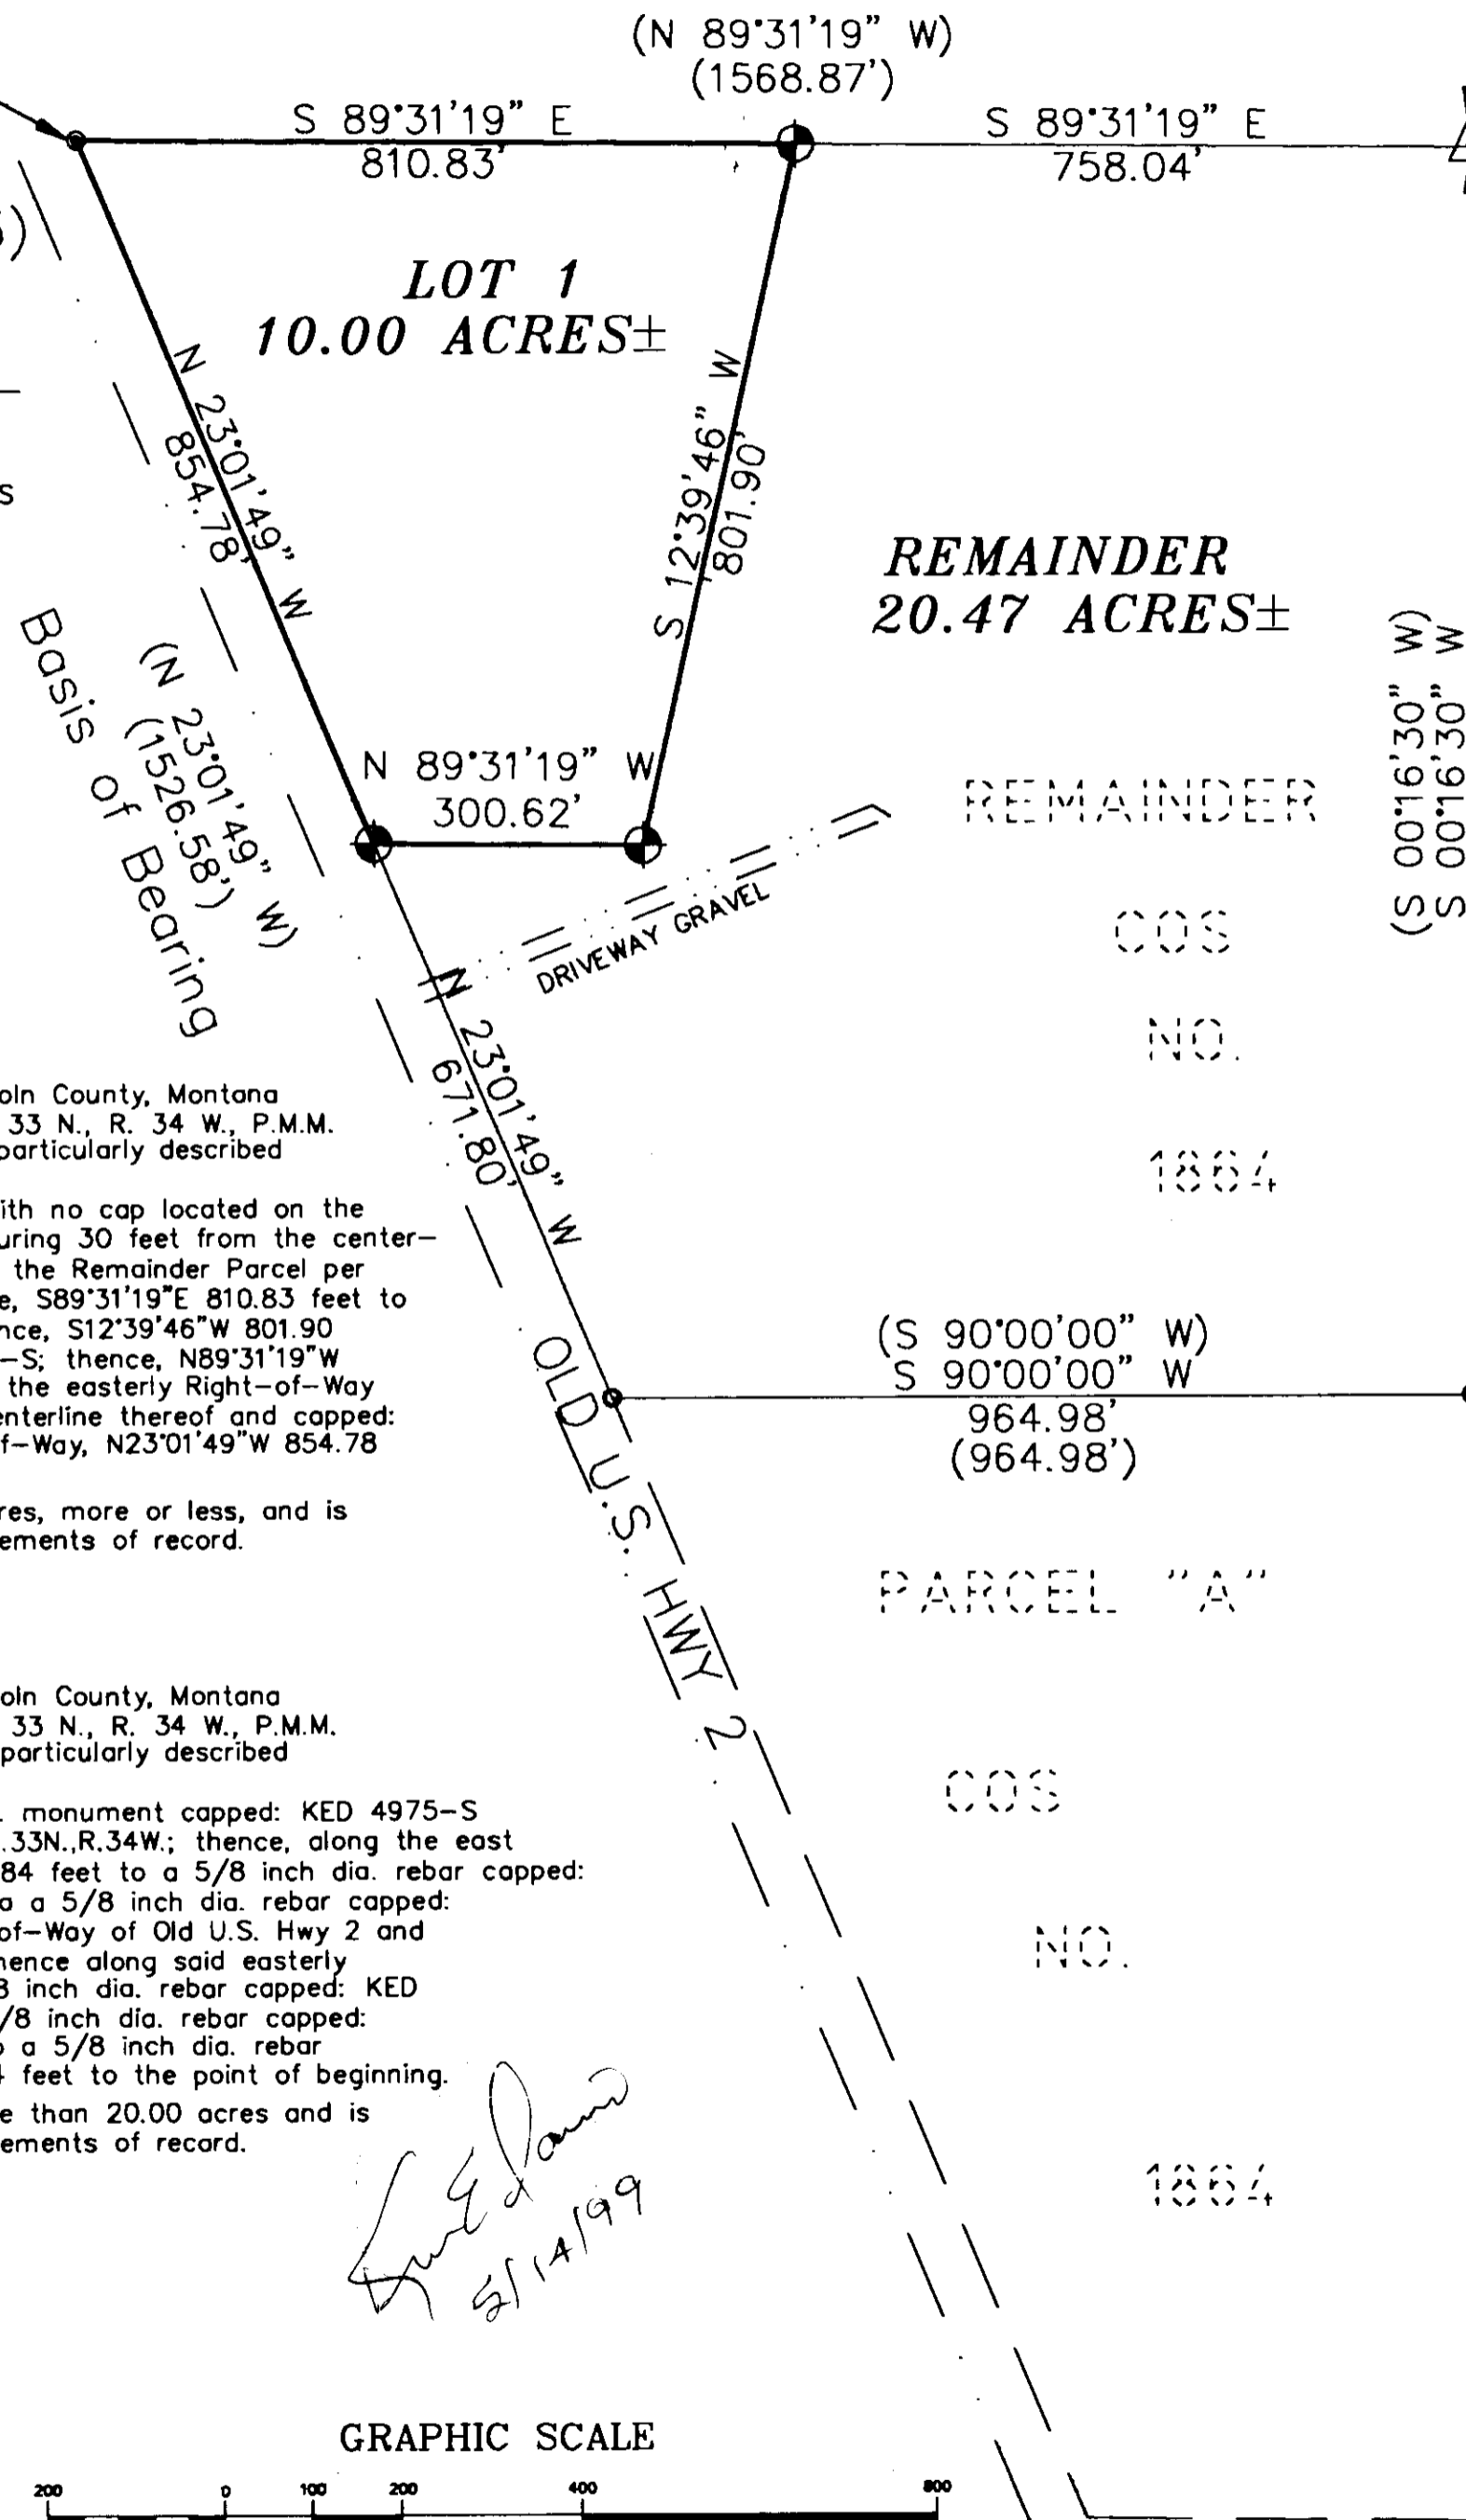 (N 89°31'19" W)
(1568.87')
S 89°31'19" E
810.83'
S 89°31'19" E
758.04'
LOT 1
10.00 ACRES±
N 23°01'49" W
854.78'
S 12°39'46" W
801.90'
REMAINDER
20.47 ACRES±
(S 00°16'30" W)
S 00°16'30" W
Basis of Bearing
(N 23°01'49" W)
(1526.58')
N 89°31'19" W
300.62'
DRIVEWAY GRAVEL
REMAINDER
COS
NO.
1864
N 23°01'49" W
671.80'
oln County, Montana
33 N., R. 34 W., P.M.M.
particularly described
ith no cap located on the
uring 30 feet from the center-
the Remainder Parcel per
e, S89°31'19"E 810.83 feet to
nce, S12°39'46"W 801.90
-S; thence, N89°31'19"W
the easterly Right-of-Way
enterline thereof and capped:
f-Way, N23°01'49"W 854.78
res, more or less, and is
ements of record.
(S 90°00'00" W)
S 90°00'00" W
964.98'
(964.98')
OLD U.S. HWY 2
PARCEL "A"
COS
NO.
1864
oln County, Montana
33 N., R. 34 W., P.M.M.
particularly described
. monument capped: KED 4975-S
.33N.,R.34W.; thence, along the east
84 feet to a 5/8 inch dia. rebar capped:
o a 5/8 inch dia. rebar capped:
of-Way of Old U.S. Hwy 2 and
hence along said easterly
8 inch dia. rebar capped: KED
/8 inch dia. rebar capped:
o a 5/8 inch dia. rebar
4 feet to the point of beginning.
e than 20.00 acres and is
ements of record.
5/14/99
GRAPHIC SCALE
200 0 100 200 400 800